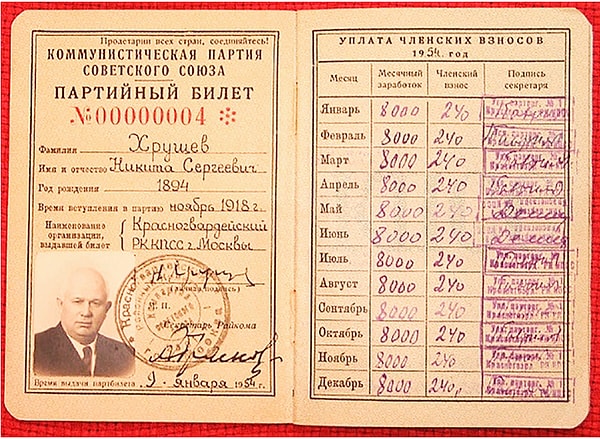 Пролетарии всех стран, соединяйтесь!
КОММУНИСТИЧЕСКАЯ ПАРТИЯ
СОВЕТСКОГО СОЮЗА
ПАРТИЙНЫЙ БИЛЕТ
№00000004
Фамилия Хрущев
Имя и отчество Никита Сергеевич
Год рождения 1894
Время вступления в партию ноябрь 1918 г.
Наименование организации, выдавшей билет { Красногвардейский
РК КПСС г. Москвы
(личная подпись)
М. П.
Секретарь Райкома
Время выдачи партбилета 9 января 1954 г.
УПЛАТА ЧЛЕНСКИХ ВЗНОСОВ
1954 год
Месяц Месячный заработок Членский взнос Подпись секретаря
Январь 8000 240
Февраль 8000 240
Март 8000 240
Апрель 8000 240
Май 8000 240
Июнь 8000 240
Июль 8000 240
Август 8000 240
Сентябрь 8000 240
Октябрь 8000 240
Ноябрь 8000 240
Декабрь 8000 240